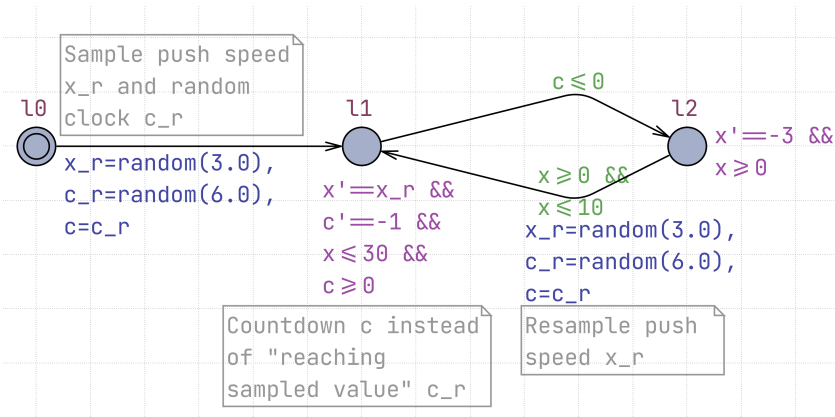 Sample push speed
x_r and random
clock c_r
l0
l1
l2
c⩽0
x'==-3 &&
x⩾0
x_r=random(3.0),
c_r=random(6.0),
c=c_r
x'==x_r &&
c'==-1 &&
x⩽30 &&
c⩾0
x⩾0 &&
x⩽10
x_r=random(3.0),
c_r=random(6.0),
c=c_r
Countdown c instead
of "reaching
sampled value" c_r
Resample push
speed x_r